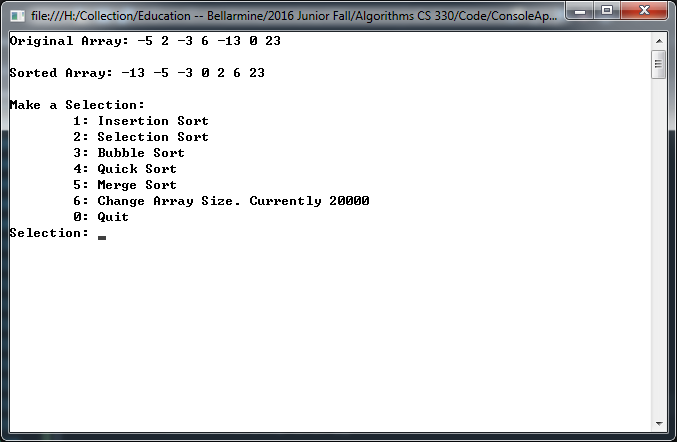 file:///H:/Collection/Education -- Bellarmine/2016 Junior Fall/Algorithms CS 330/Code/ConsoleAp...
Original Array: -5 2 -3 6 -13 0 23
Sorted Array: -13 -5 -3 0 2 6 23
Make a Selection:
1: Insertion Sort
2: Selection Sort
3: Bubble Sort
4: Quick Sort
5: Merge Sort
6: Change Array Size. Currently 20000
0: Quit
Selection: _